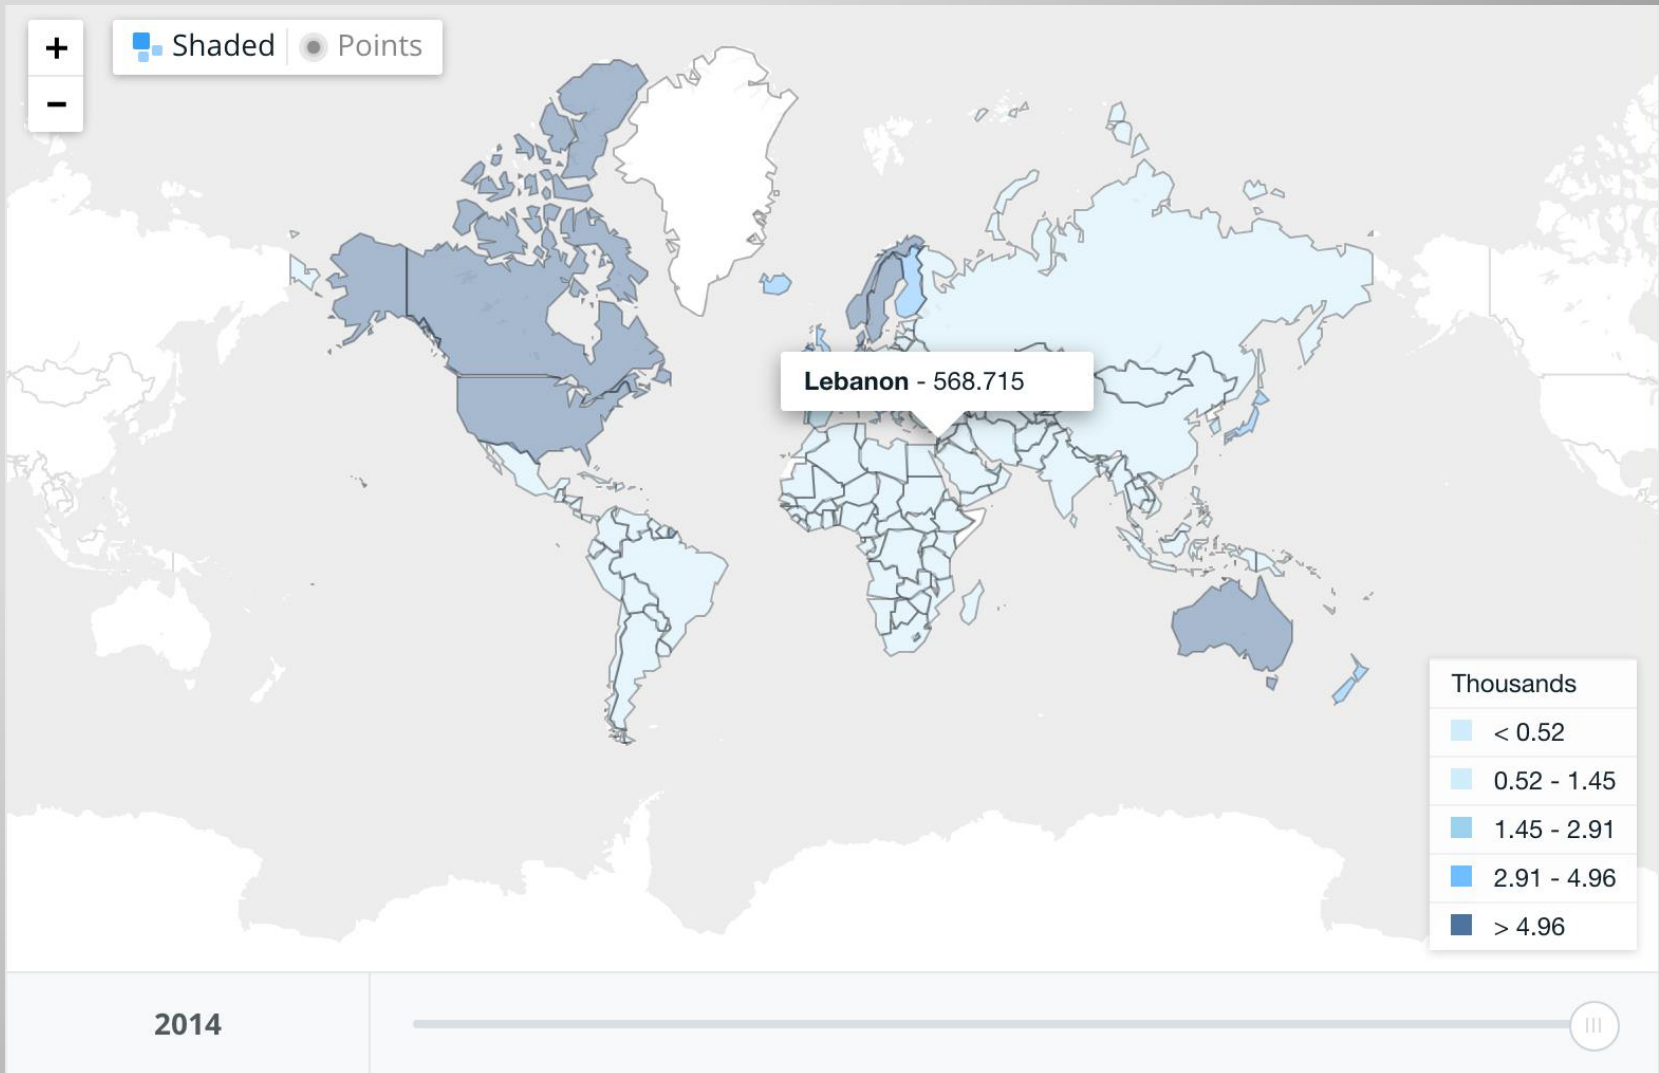 +
Shaded
Points
−
Lebanon - 568.715
Thousands
< 0.52
0.52 - 1.45
1.45 - 2.91
2.91 - 4.96
> 4.96
2014